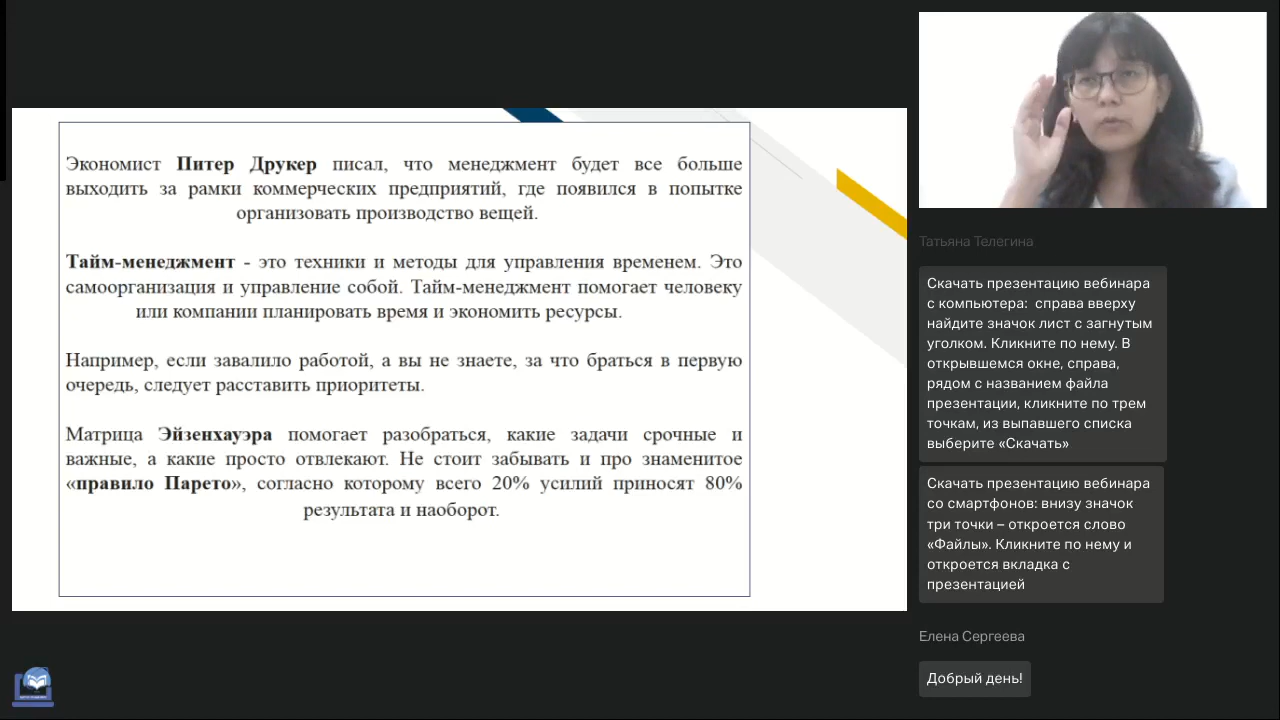 Экономист Питер Друкер писал, что менеджмент будет все больше
выходить за рамки коммерческих предприятий, где появился в попытке
организовать производство вещей.
Тайм-менеджмент - это техники и методы для управления временем. Это
самоорганизация и управление собой. Тайм-менеджмент помогает человеку
или компании планировать время и экономить ресурсы.
Например, если завалило работой, а вы не знаете, за что браться в первую
очередь, следует расставить приоритеты.
Матрица Эйзенхауэра помогает разобраться, какие задачи срочные и
важные, а какие просто отвлекают. Не стоит забывать и про знаменитое
«правило Парето», согласно которому всего 20% усилий приносят 80%
результата и наоборот.
Татьяна Телегина
Скачать презентацию вебинара
с компьютера: справа вверху
найдите значок лист с загнутым
уголком. Кликните по нему. В
открывшемся окне, справа,
рядом с названием файла
презентации, кликните по трем
точкам, из выпавшего списка
выберите «Скачать»
Скачать презентацию вебинара
со смартфонов: внизу значок
три точки – откроется слово
«Файлы». Кликните по нему и
откроется вкладка с
презентацией
Елена Сергеева
Добрый день!